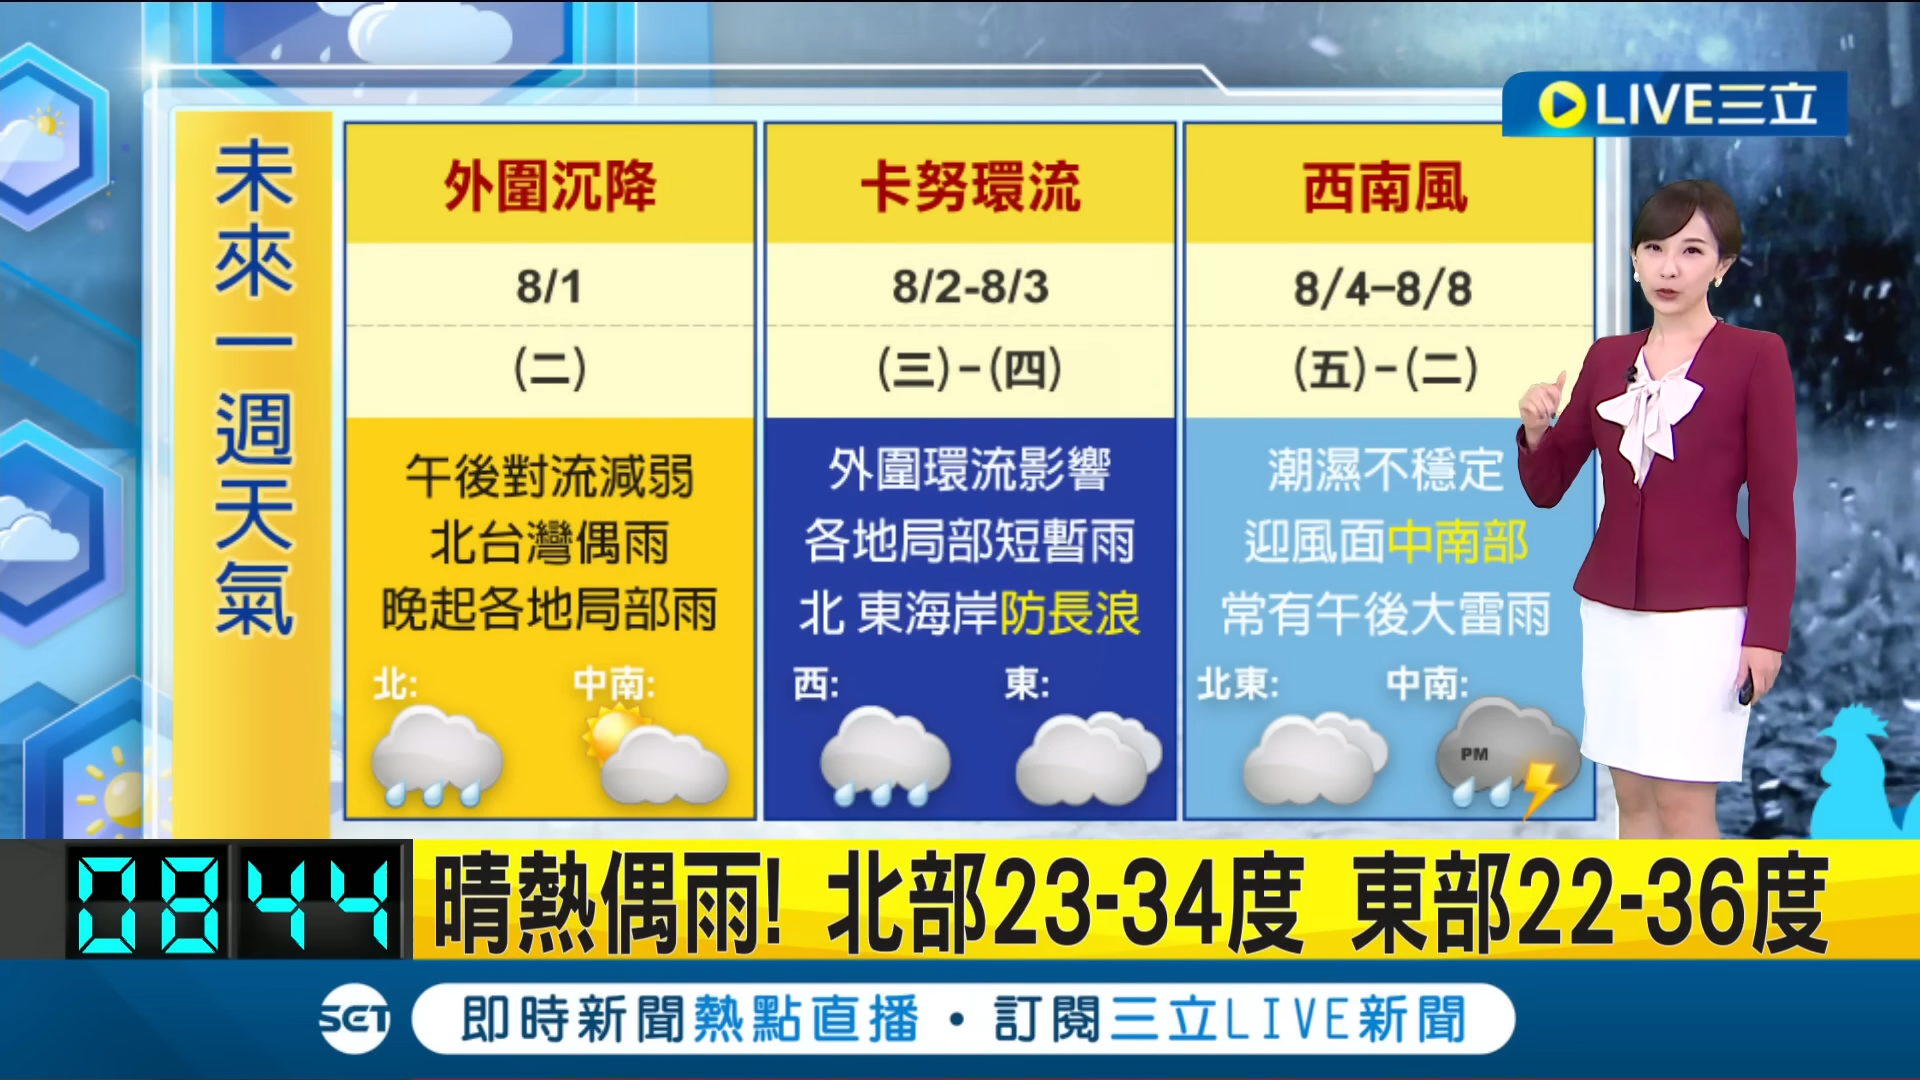 LIVE三立
未來一週天氣
外圍沉降
8/1
(二)
午後對流減弱
北台灣偶雨
晚起各地局部雨
北:
中南:
卡努環流
8/2-8/3
(三)-(四)
外圍環流影響
各地局部短暫雨
北 東海岸防長浪
西:
東:
西南風
8/4-8/8
(五)-(二)
潮濕不穩定
迎風面中南部
常有午後大雷雨
北東:
中南:
PM
0844
晴熱偶雨! 北部23-34度 東部22-36度
SET
即時新聞熱點直播・訂閱三立LIVE新聞